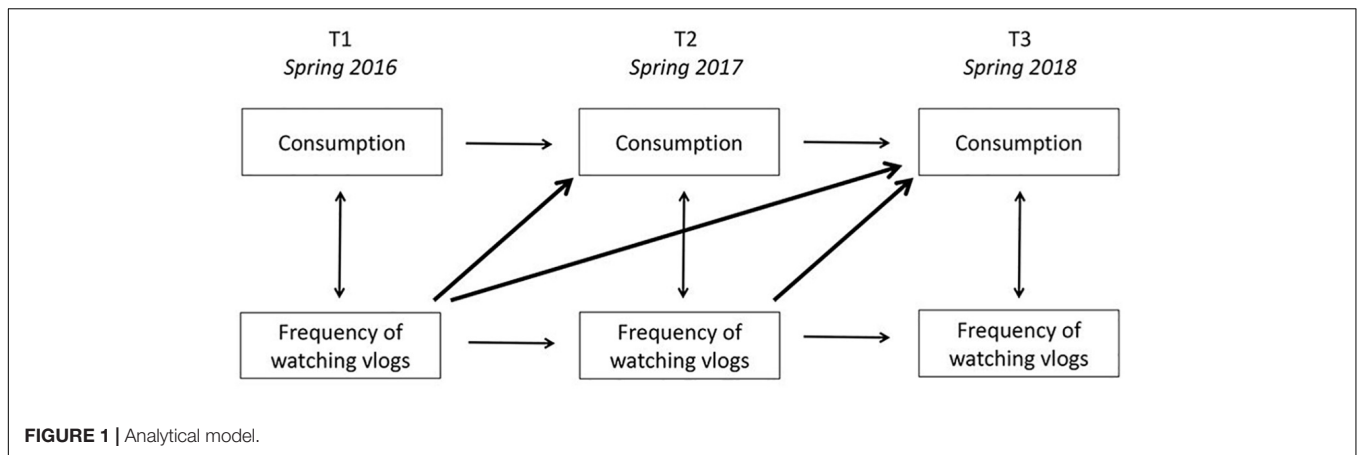 T1
Spring 2016
T2
Spring 2017
T3
Spring 2018
Consumption
Consumption
Consumption
Frequency of
watching vlogs
Frequency of
watching vlogs
Frequency of
watching vlogs
FIGURE 1 | Analytical model.